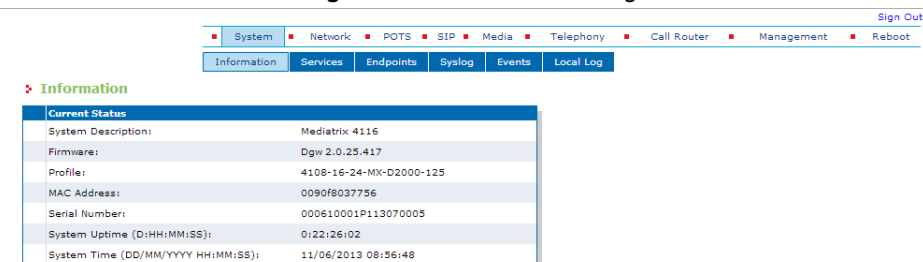 Sign Out
System Network POTS SIP Media Telephony Call Router Management Reboot
Information Services Endpoints Syslog Events Local Log
Information
Current Status
System Description: Mediatrix 4116
Firmware: Dgw 2.0.25.417
Profile: 4108-16-24-MX-D2000-125
MAC Address: 0090f8037756
Serial Number: 000610001P113070005
System Uptime (D:HH:MM:SS): 0:22:26:02
System Time (DD/MM/YYYY HH:MM:SS): 11/06/2013 08:56:48